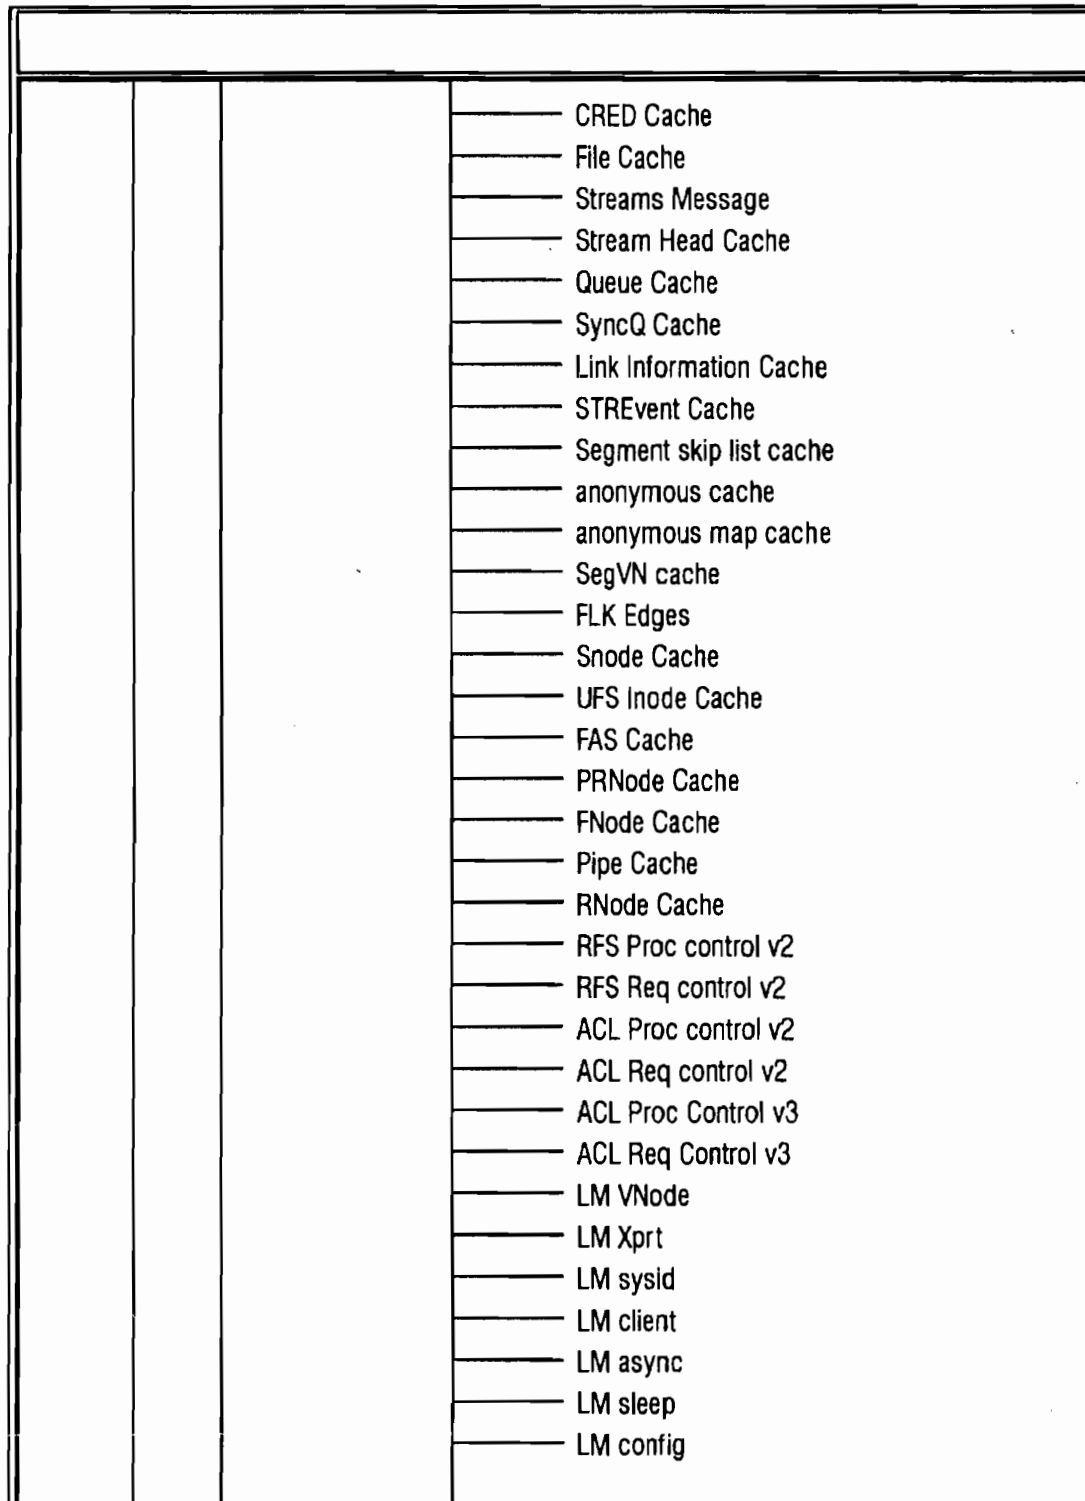 CRED Cache
File Cache
Streams Message
Stream Head Cache
Queue Cache
SyncQ Cache
Link Information Cache
STREvent Cache
Segment skip list cache
anonymous cache
anonymous map cache
SegVN cache
FLK Edges
Snode Cache
UFS Inode Cache
FAS Cache
PRNode Cache
FNode Cache
Pipe Cache
RNode Cache
RFS Proc control v2
RFS Req control v2
ACL Proc control v2
ACL Req control v2
ACL Proc Control v3
ACL Req Control v3
LM VNode
LM Xprt
LM sysid
LM client
LM async
LM sleep
LM config